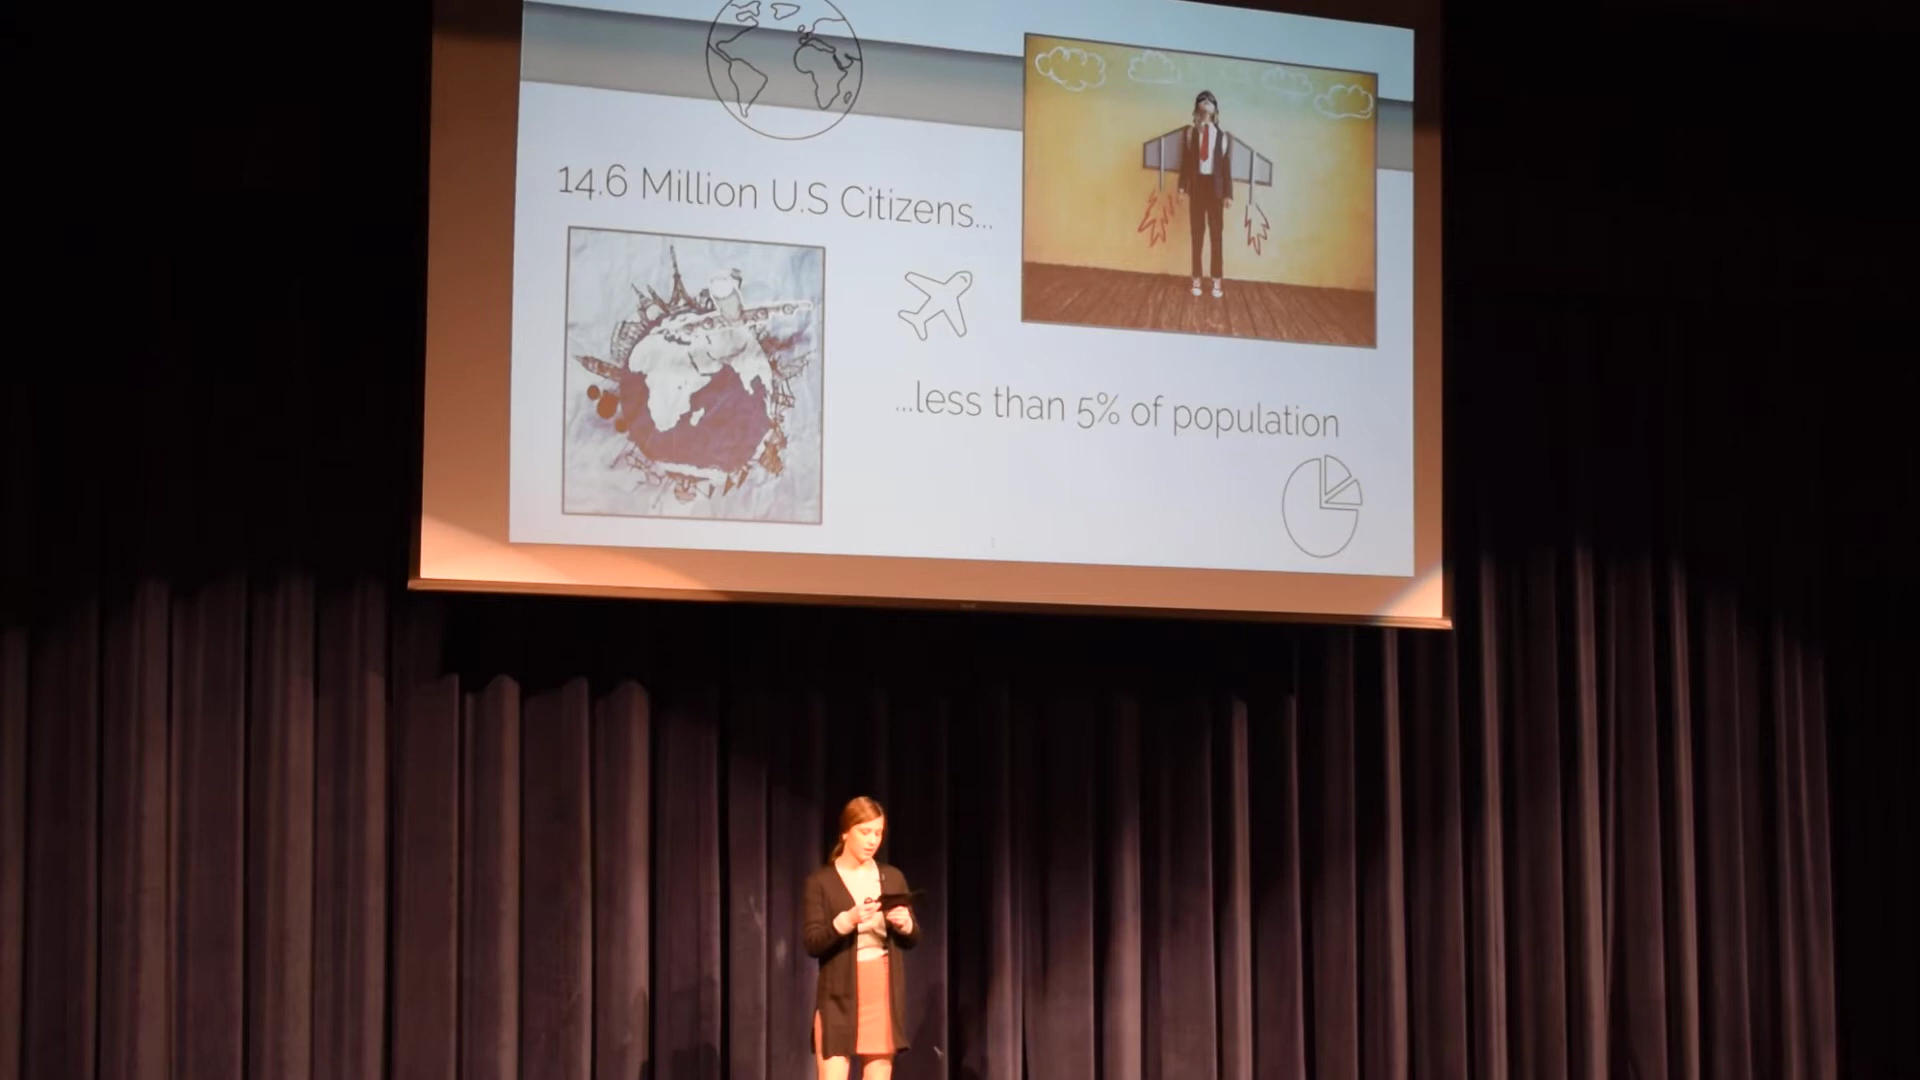 14.6 Million U.S Citizens...
...less than 5% of population